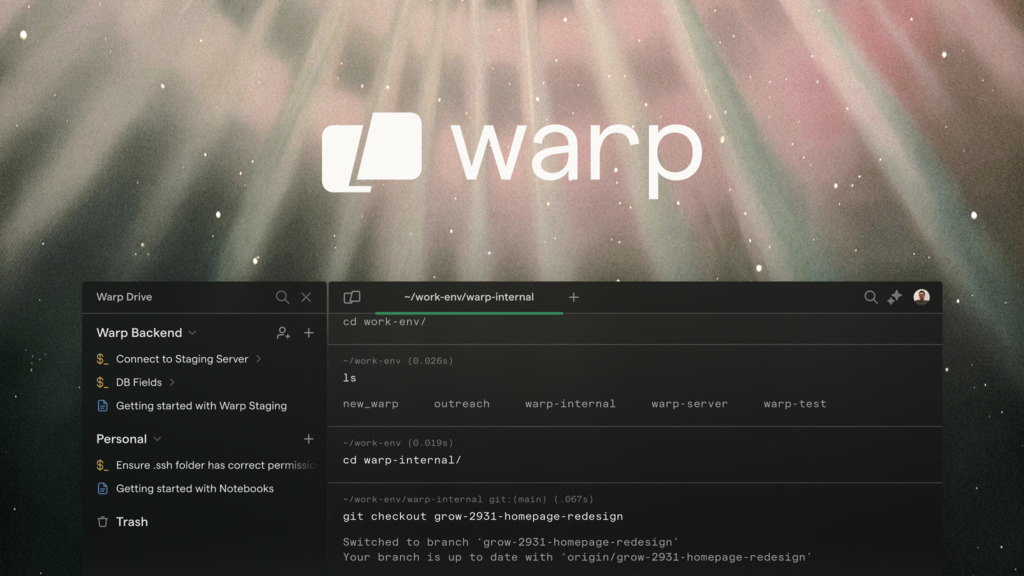 warp
Warp Drive
Warp Backend
$_ Connect to Staging Server
$_ DB Fields
Getting started with Warp Staging
Personal
+
$_ Ensure .ssh folder has correct permissio
Getting started with Notebooks
Trash
~/work-env/warp-internal
cd work-env/
~/work-env (0.026s)
ls
new_warp outreach warp-internal warp-server warp-test
~/work-env (0.019s)
cd warp-internal/
~/work-env/warp-internal git:(main) (.067s)
git checkout grow-2931-homepage-redesign
Switched to branch ‘grow-2931-homepage-redesign’
Your branch is up to date with ‘origin/grow-2931-homepage-redesign’